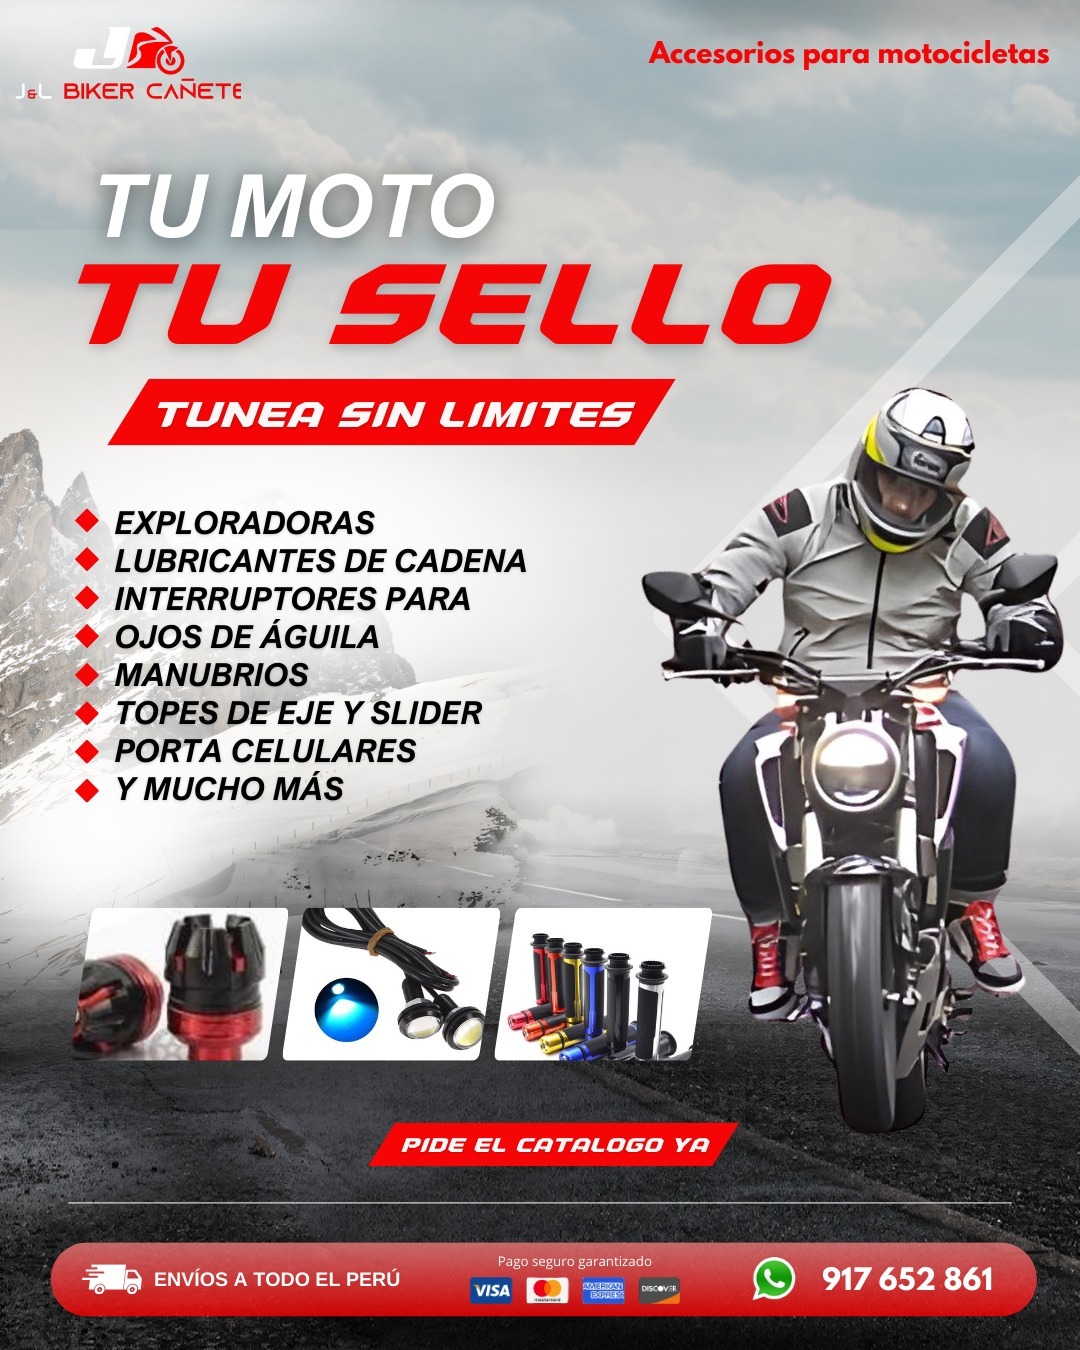 J&L BIKER CAÑETE
Accesorios para motocicletas
TU MOTO
TU SELLO
TUNEA SIN LIMITES
EXPLORADORAS
LUBRICANTES DE CADENA
INTERRUPTORES PARA
OJOS DE ÁGUILA
MANUBRIOS
TOPES DE EJE Y SLIDER
PORTA CELULARES
Y MUCHO MÁS
PIDE EL CATALOGO YA
ENVÍOS A TODO EL PERÚ
Pago seguro garantizado
VISA
mastercard
AMERICAN EXPRESS
DISCOVER
917 652 861